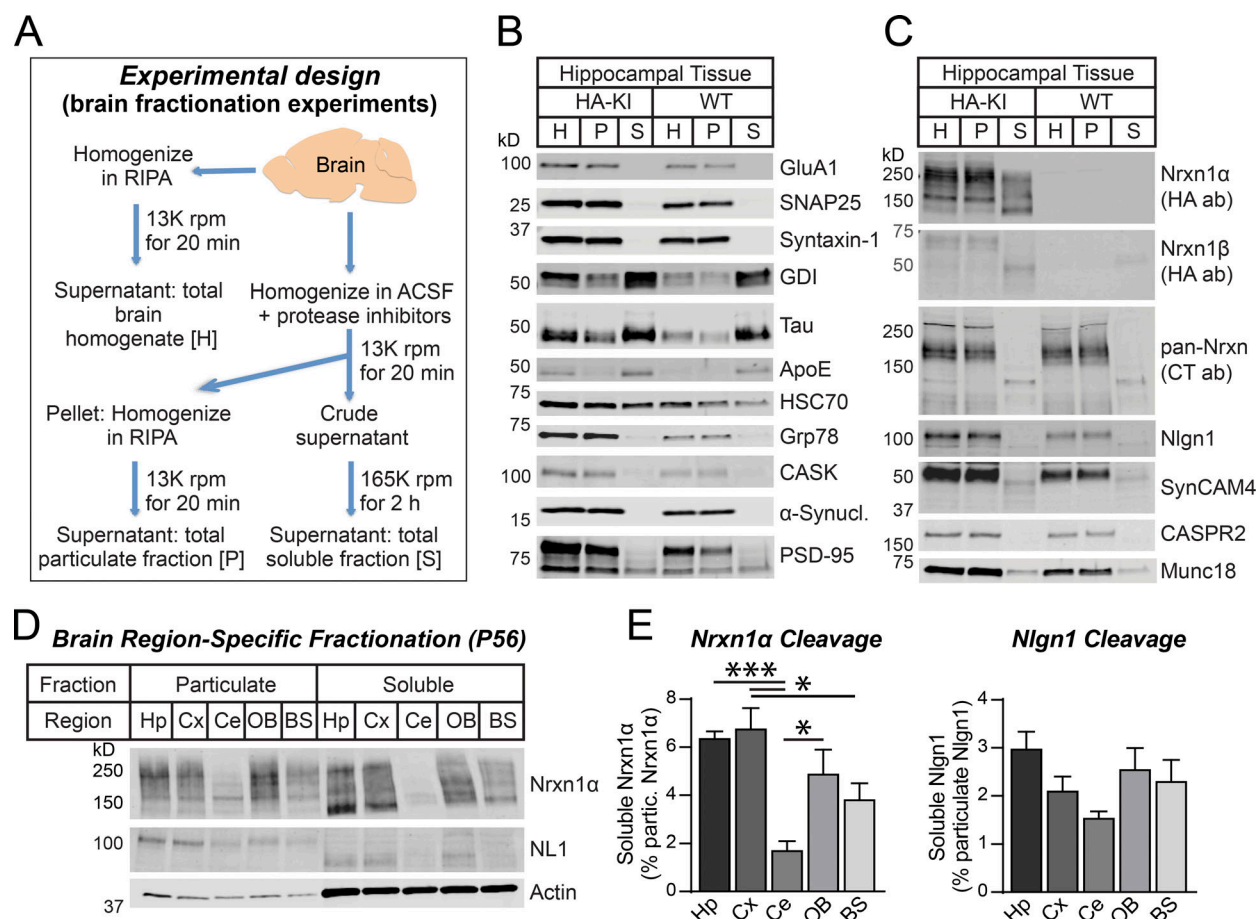 A
Experimental design
(brain fractionation experiments)
Homogenize
in RIPA
Brain
13K rpm
for 20 min
Supernatant: total
brain
homogenate [H]
Homogenize in ACSF
+ protease inhibitors
13K rpm
for 20 min
Pellet: Homogenize
in RIPA
Crude
supernatant
13K rpm
for 20 min
165K rpm
for 2 h
Supernatant: total
particulate fraction [P]
Supernatant: total
soluble fraction [S]
B
Hippocampal Tissue
HA-KI WT
H P S H P S
kD
100 GluA1
25 SNAP25
37
Syntaxin-1
50 GDI
50 Tau
ApoE
75
HSC70
75
Grp78
100 CASK
15 α-Synucl.
75 PSD-95
C
Hippocampal Tissue
HA-KI WT
H P S H P S
kD
250
150
Nrxn1α
(HA ab)
75
50
Nrxn1β
(HA ab)
250
150
pan-Nrxn
(CT ab)
100 Nlgn1
50
37
SynCAM4
150 CASPR2
75
Munc18
D
Brain Region-Specific Fractionation (P56)
Fraction Particulate Soluble
Region Hp Cx Ce OB BS Hp Cx Ce OB BS
kD
250
150
Nrxn1α
100 NL1
37 Actin
E
Nrxn1α Cleavage
*** * *
Soluble Nrxn1α
(% partic. Nrxn1α)
8
6
4
2
0
Hp Cx Ce OB BS
Nlgn1 Cleavage
Soluble Nlgn1
(% particulate Nlgn1)
4
3
2
1
0
Hp Cx Ce OB BS